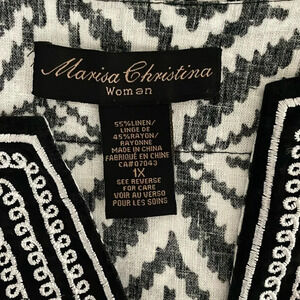 Marisa Christina
Woman
55%LINEN/
LINGE DE
45%RAYON/
RAYONNE
MADE IN CHINA
FABRIQUÉ EN CHINE
CA#07043
1X
SEE REVERSE
FOR CARE
VOIR AU VERSO
POUR LES SOINS